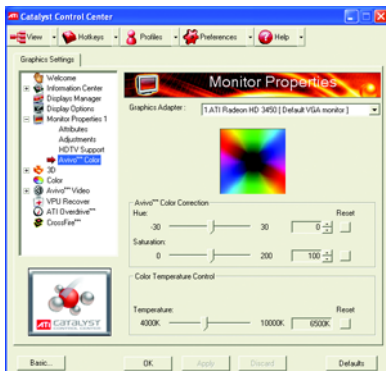 Catalyst Control Center
View Hotkeys Profiles Preferences Help
Graphics Settings
Welcome
Information Center
Displays Manager
Display Options
Monitor Properties 1
Attributes
Adjustments
HDTV Support
Avivo™ Color
3D
Color
Avivo™ Video
VPU Recover
ATI Overdrive™
CrossFire™
Monitor Properties
Graphics Adapter: 1.ATI Radeon HD 3450 [ Default VGA monitor ]
Avivo™ Color Correction
Hue: Reset
-30 30 0
Saturation:
0 200 100
Color Temperature Control
Temperature: Reset
4000K 10000K 6500K
ATI CATALYST
CONTROL CENTER
Basic... OK Apply Discard Defaults